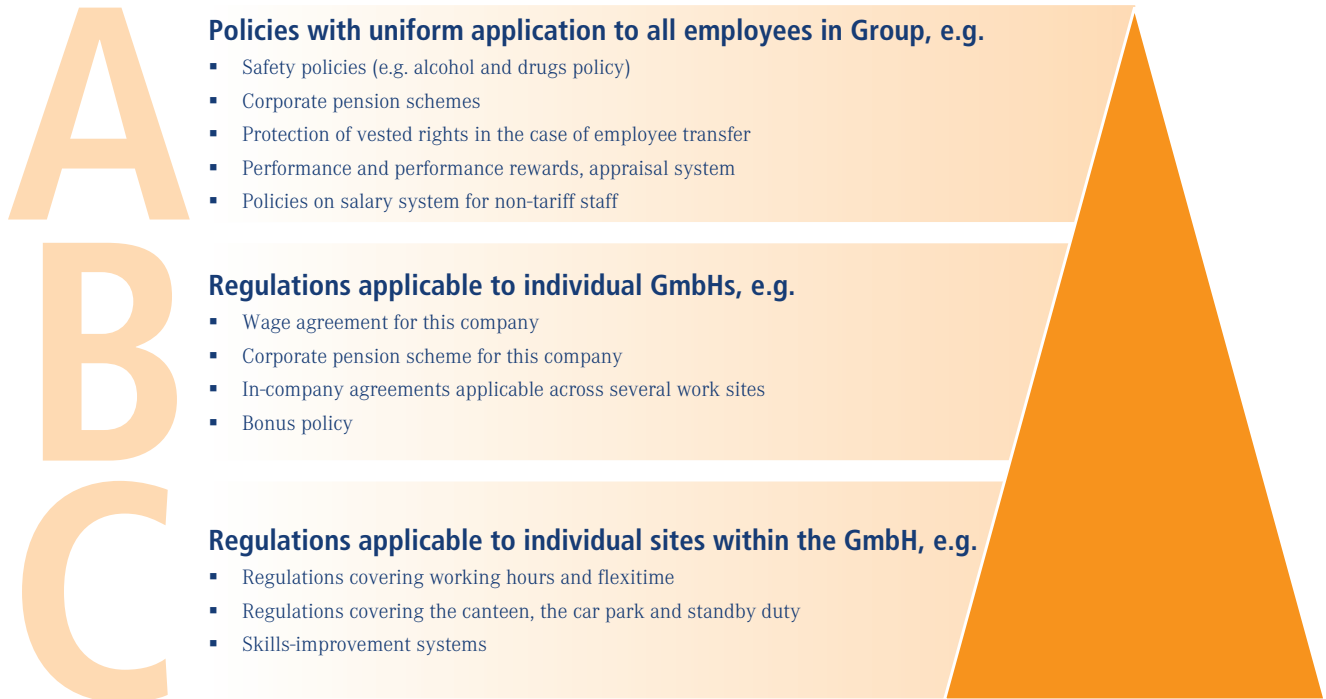 A
Policies with uniform application to all employees in Group, e.g.
▪ Safety policies (e.g. alcohol and drugs policy)
▪ Corporate pension schemes
▪ Protection of vested rights in the case of employee transfer
▪ Performance and performance rewards, appraisal system
▪ Policies on salary system for non-tariff staff
B
Regulations applicable to individual GmbHs, e.g.
▪ Wage agreement for this company
▪ Corporate pension scheme for this company
▪ In-company agreements applicable across several work sites
▪ Bonus policy
C
Regulations applicable to individual sites within the GmbH, e.g.
▪ Regulations covering working hours and flexitime
▪ Regulations covering the canteen, the car park and standby duty
▪ Skills-improvement systems